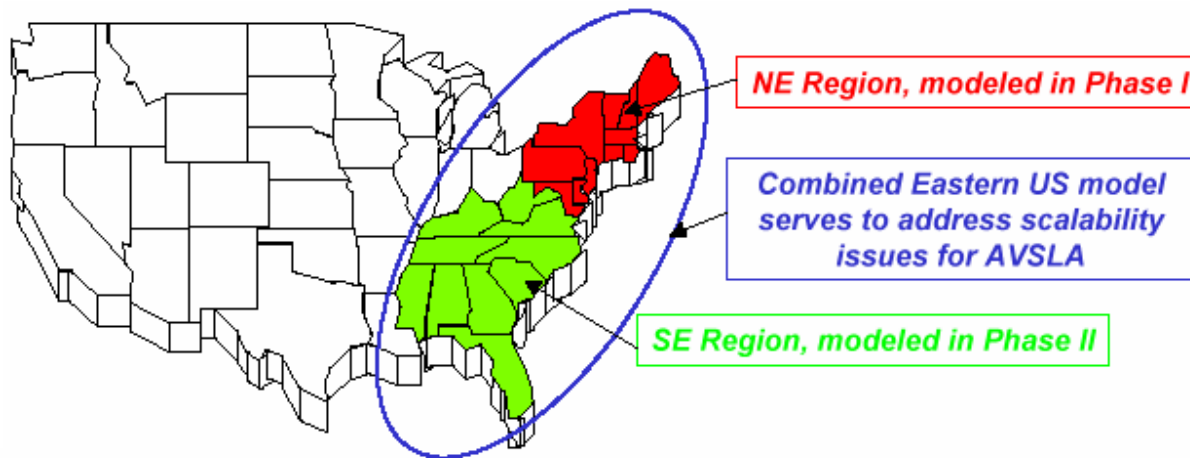 NE Region, modeled in Phase I
Combined Eastern US model
serves to address scalability
issues for AVSLA
SE Region, modeled in Phase II